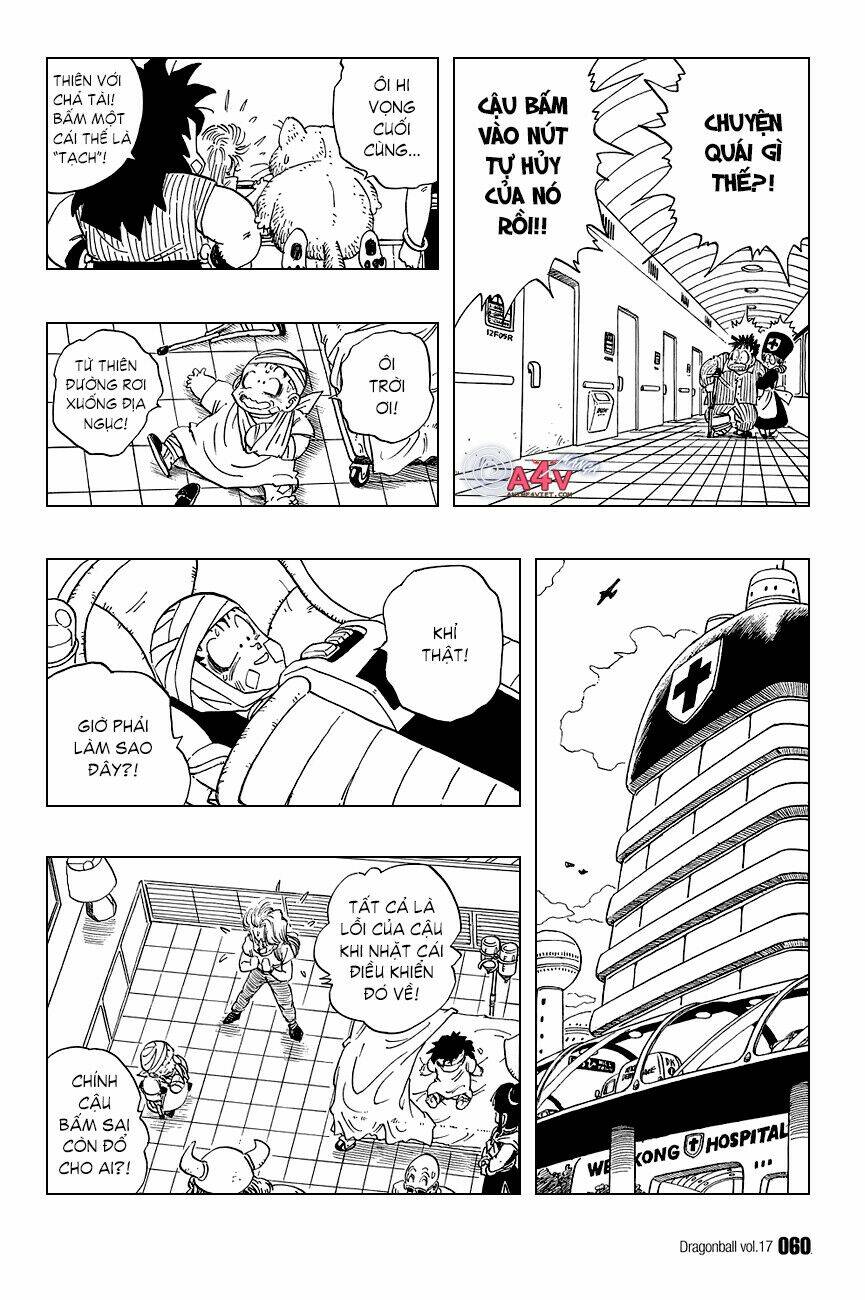 CHUYỆN
QUÁI GÌ
THẾ?!
CẬU BẤM
VÀO NÚT
TỰ HỦY
CỦA NÓ
RỒI!!
12F05R
A4V
ÔI HI
VỌNG
CUỐI
CÙNG...
THIÊN VỚI
CHẢ TÀI!
BẤM MỘT
CÁI THẾ LÀ
"TẠCH"!
ÔI
TRỜI
ƠI!
TỪ THIÊN
ĐƯỜNG RƠI
XUỐNG ĐỊA
NGỤC!
HOSPITAL
KHỈ
THẬT!
GIỜ PHẢI
LÀM SAO
ĐÂY?!
TẤT CẢ LÀ
LỖI CỦA CẬU
KHI NHẶT CÁI
ĐIỀU KHIỂN
ĐÓ VỀ!
CHÍNH
CẬU
BẤM SAI
CÒN ĐỔ
CHO AI?!
Dragonball vol.17 060